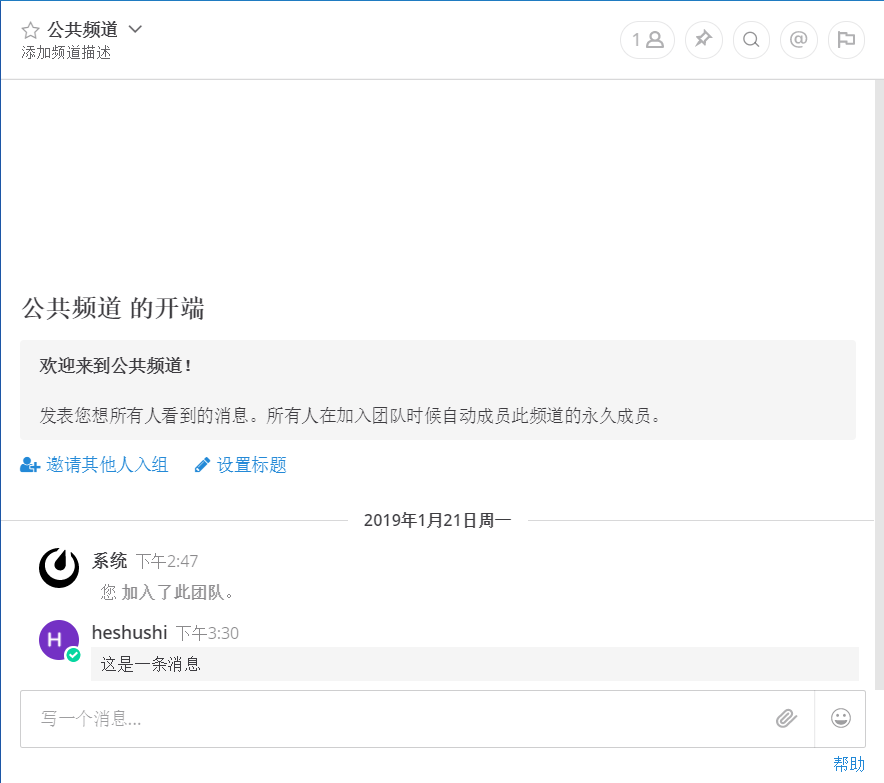 公共频道
添加频道描述
1
@
公共频道 的开端
欢迎来到公共频道！
发表您想所有人看到的消息。所有人在加入团队时候自动成员此频道的永久成员。
邀请其他人入组 设置标题
2019年1月21日周一
系统 下午2:47
您 加入了此团队。
H
heshushi 下午3:30
这是一条消息
写一个消息...
帮助